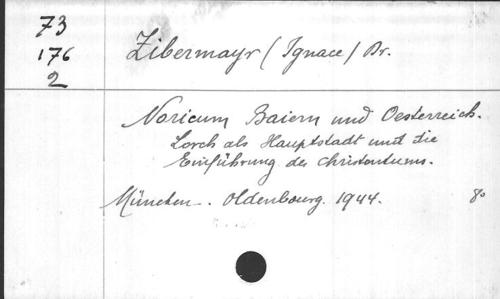 73
176
2
Zibermayr (Ignace) Dr.
Noricum Baiern und Oesterreich.
Lorch als Hauptstadt und die
Einführung des Christentums.
München. Oldenbourg. 1944. 8°